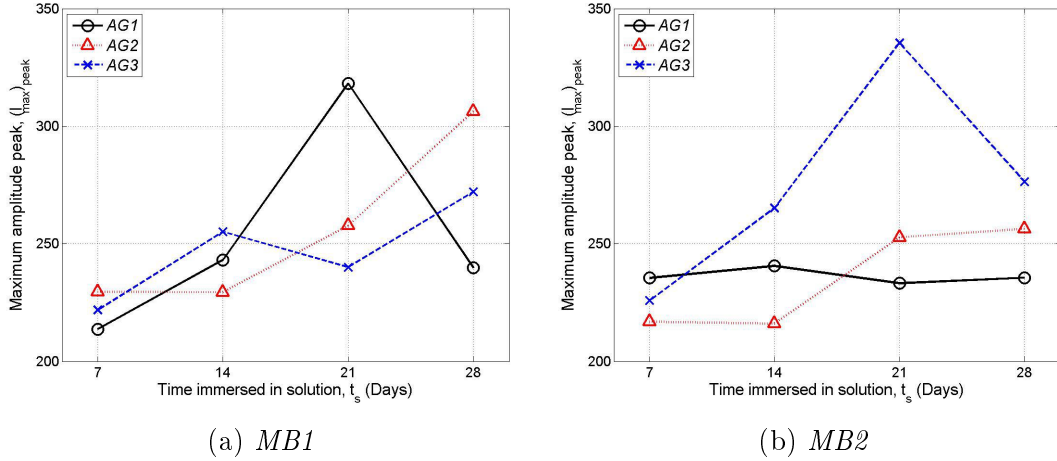 350
300
250
200
Maximum amplitude peak, (I_max)_peak
AG1
AG2
AG3
7 14 21 28
Time immersed in solution, t_s (Days)
(a) MB1
350
300
250
200
Maximum amplitude peak, (I_max)_peak
AG1
AG2
AG3
7 14 21 28
Time immersed in solution, t_s (Days)
(b) MB2